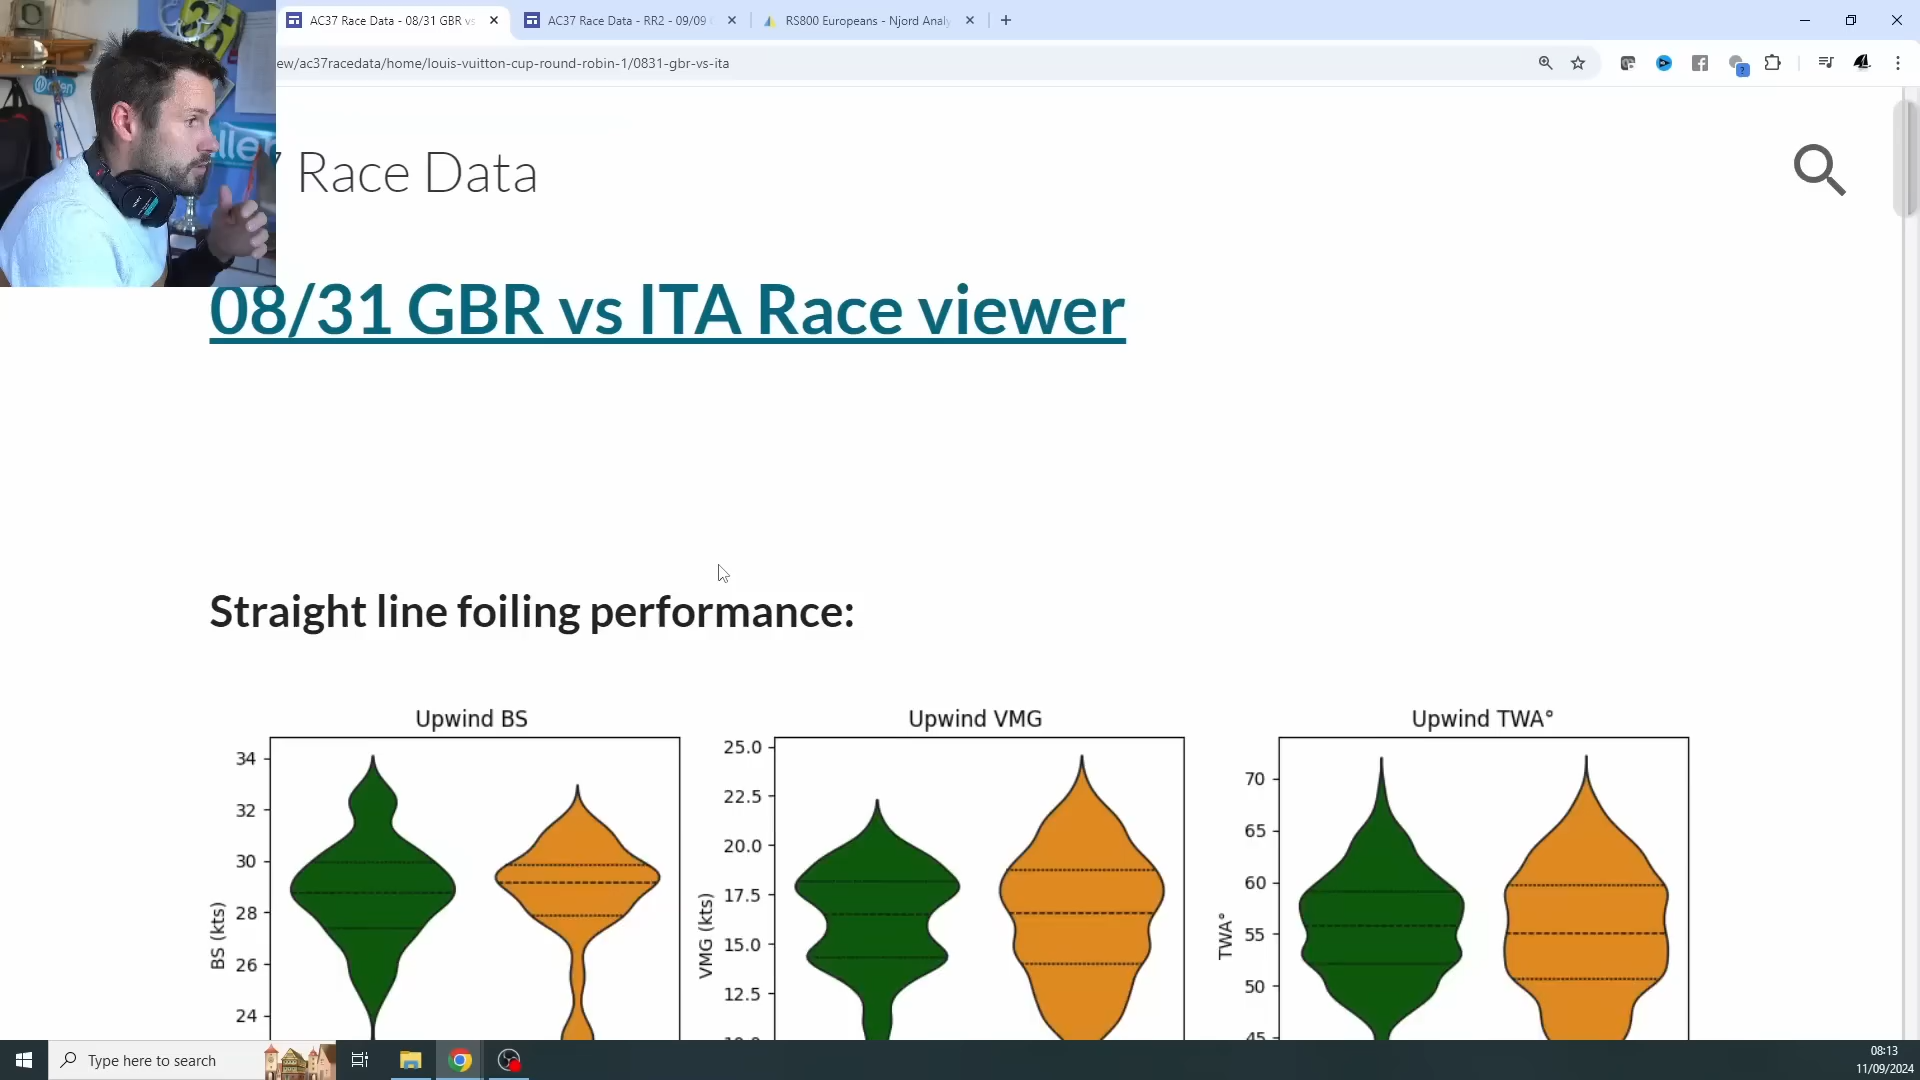 AC37 Race Data - 08/31 GBR vs
AC37 Race Data - RR2 - 09/09
RS800 Europeans - Njord Analy
ew/ac37racedata/home/louis-vuitton-cup-round-robin-1/0831-gbr-vs-ita
7 Race Data
08/31 GBR vs ITA Race viewer
Straight line foiling performance:
Upwind BS
34
32
30
28
26
24
BS (kts)
Upwind VMG
25.0
22.5
20.0
17.5
15.0
12.5
VMG (kts)
Upwind TWA°
70
65
60
55
50
45
TWA°
Type here to search
08:13
11/09/2024